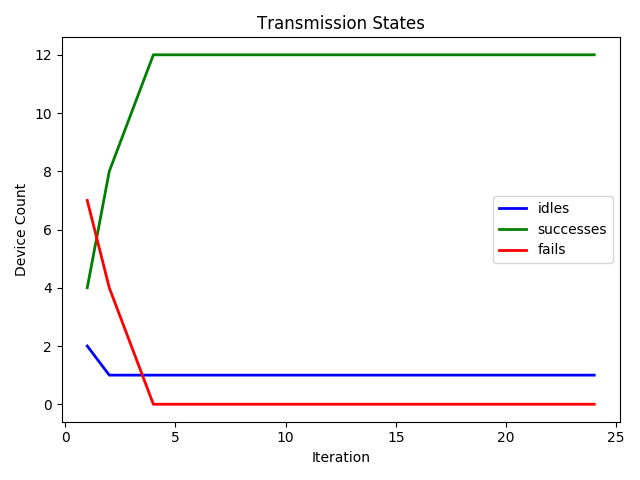 Transmission States
Device Count
12
10
8
6
4
2
0
idles
successes
fails
0 5 10 15 20 25
Iteration